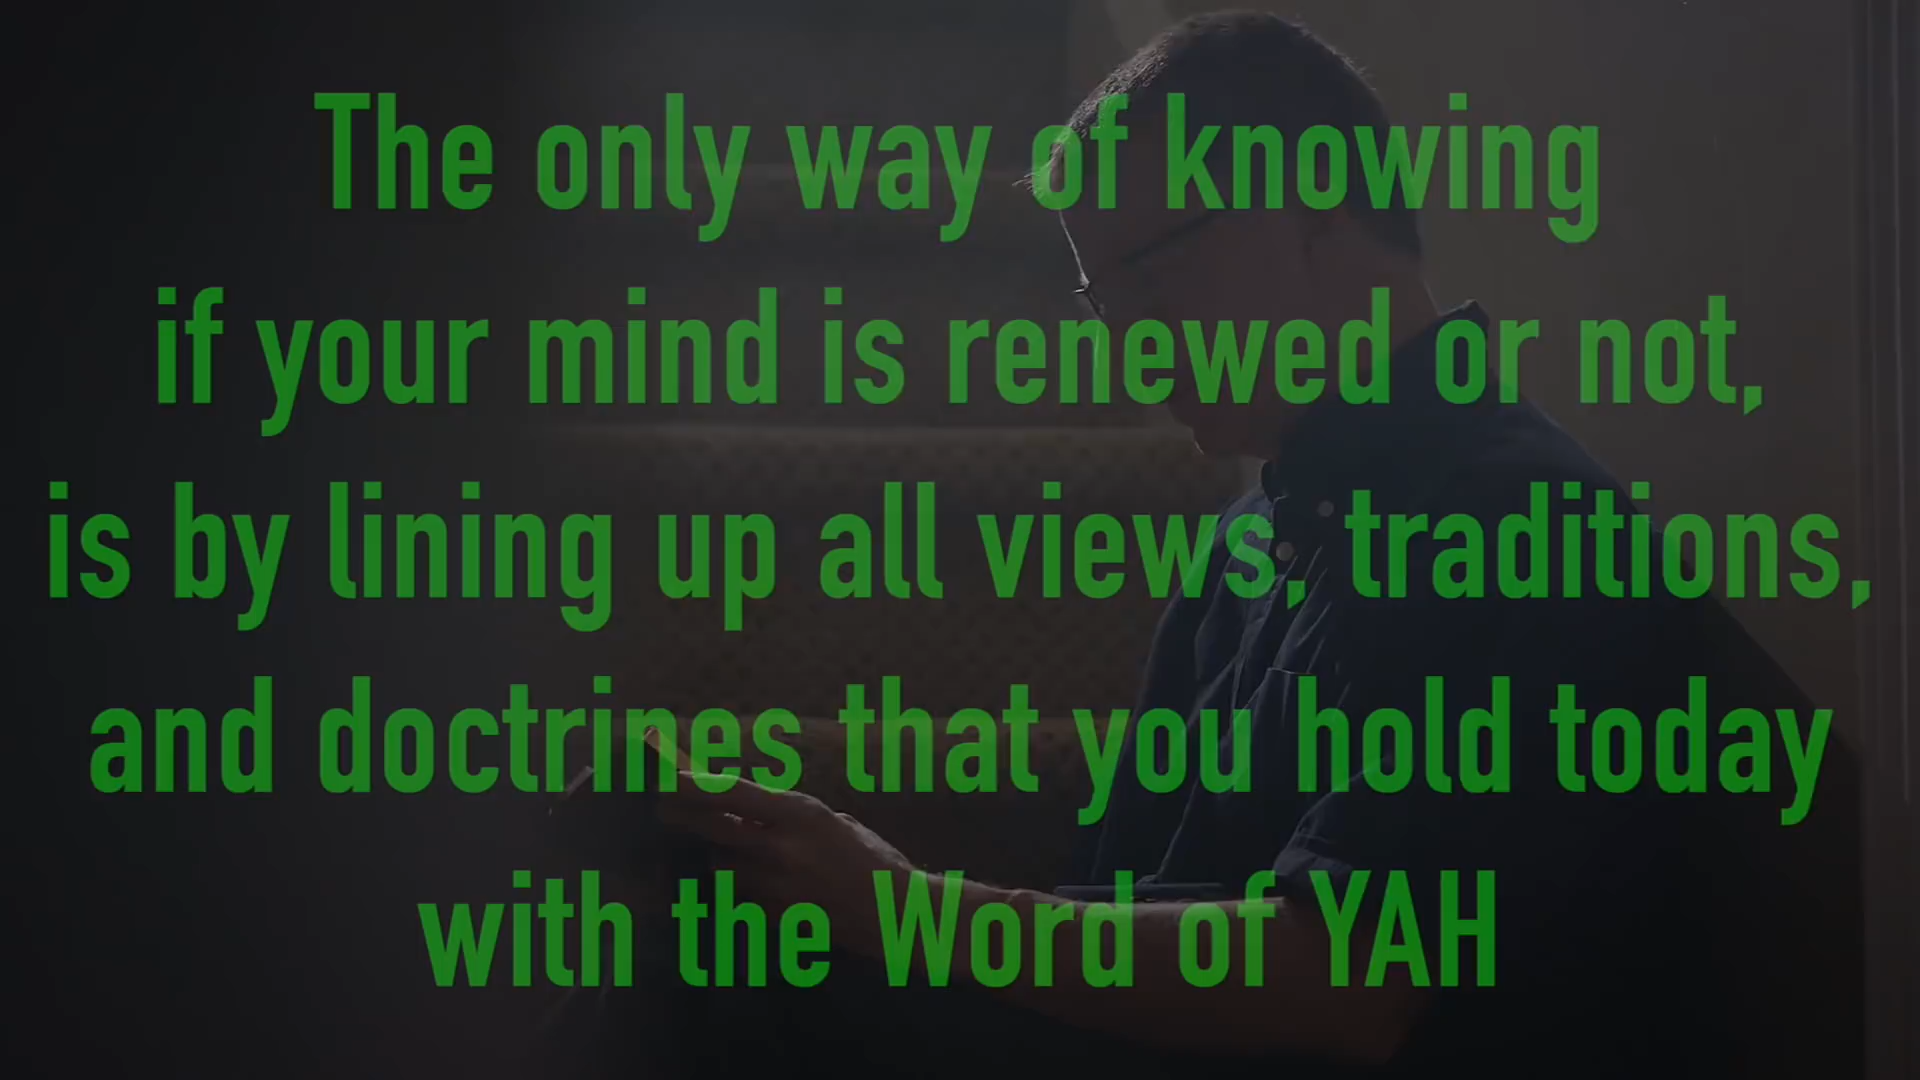 The only way of knowing
if your mind is renewed or not,
is by lining up all views, traditions,
and doctrines that you hold today
with the Word of YAH